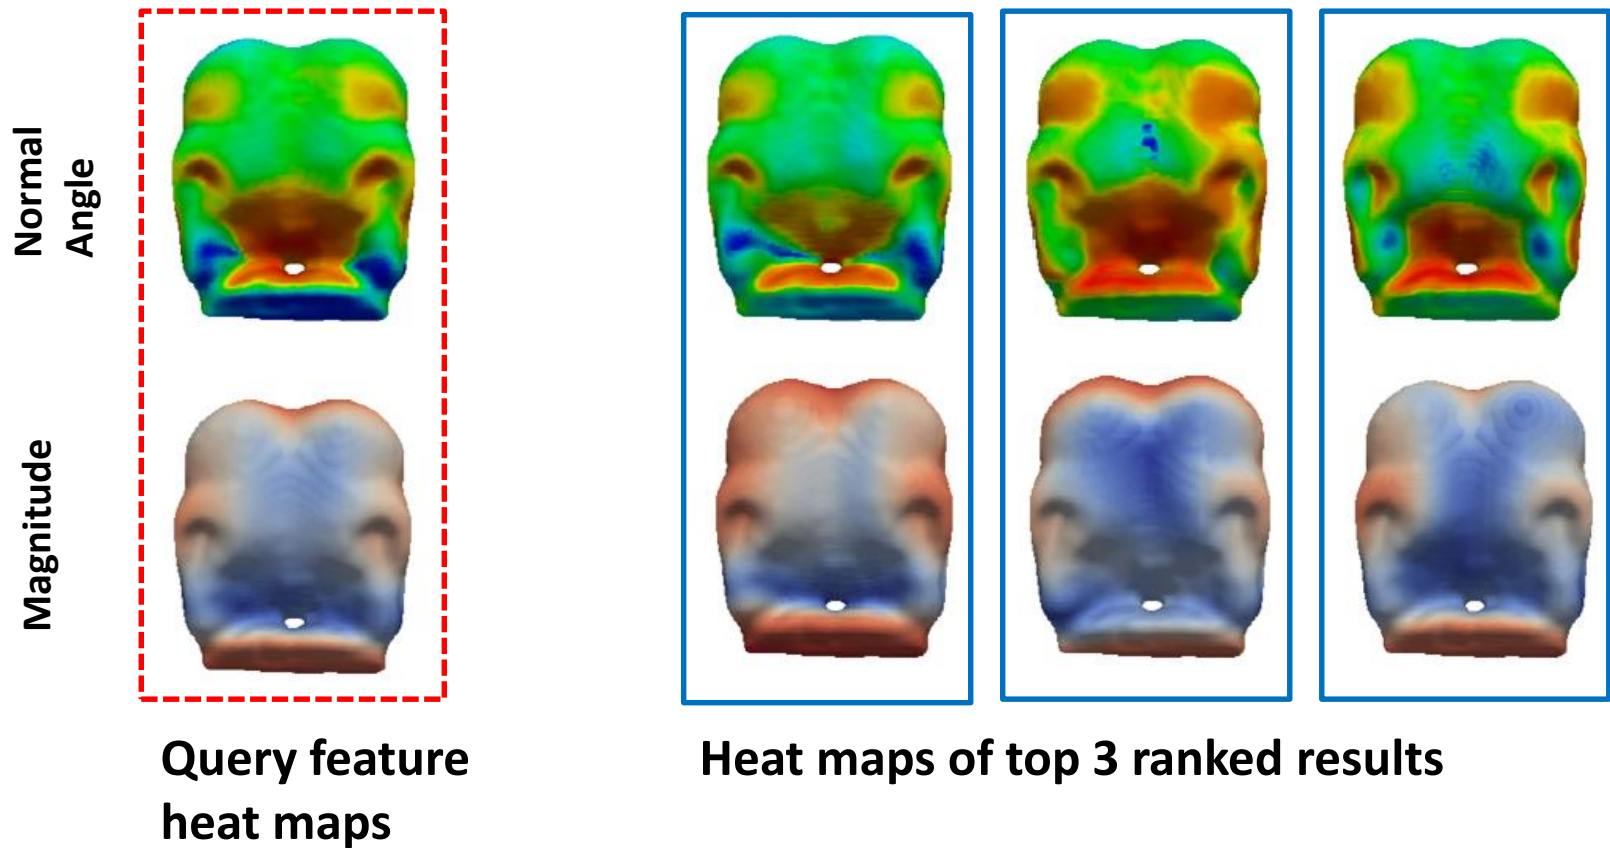 Normal
Angle
Magnitude
Query feature
heat maps
Heat maps of top 3 ranked results